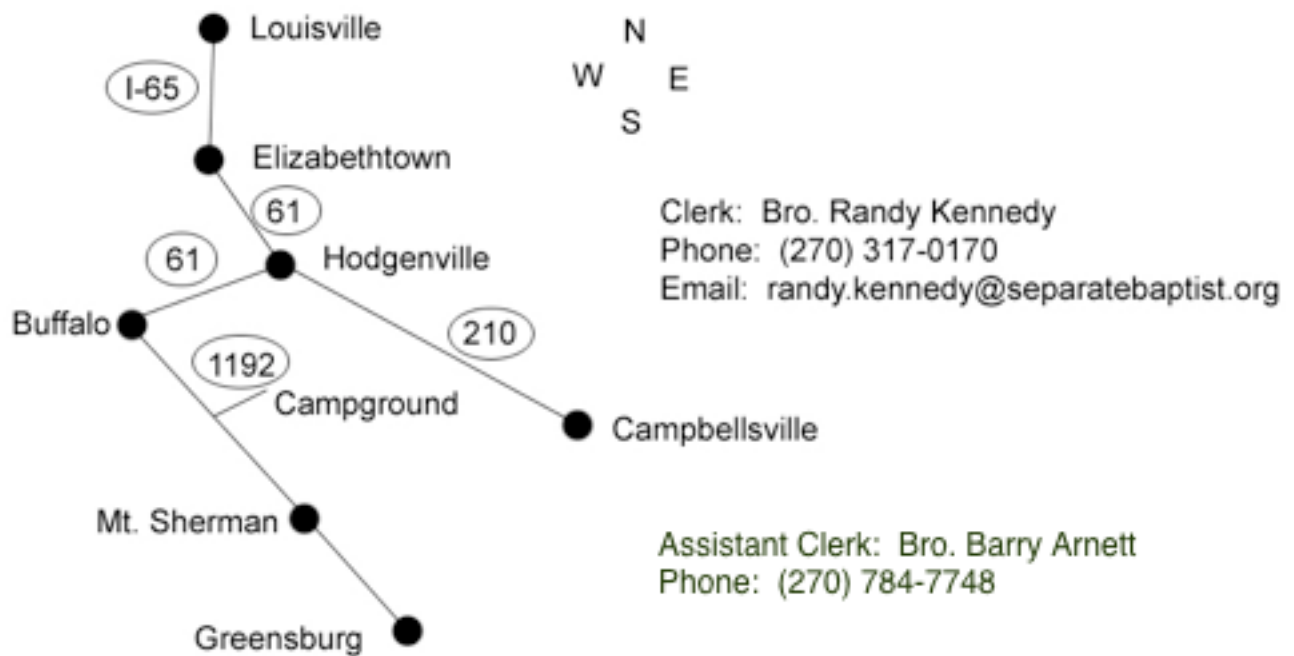 Louisville
N
W E
S
I-65
Elizabethtown
61
Clerk: Bro. Randy Kennedy
Phone: (270) 317-0170
Email: randy.kennedy@separatebaptist.org
61
Hodgenville
Buffalo
210
1192
Campground
Campbellsville
Mt. Sherman
Assistant Clerk: Bro. Barry Arnett
Phone: (270) 784-7748
Greensburg